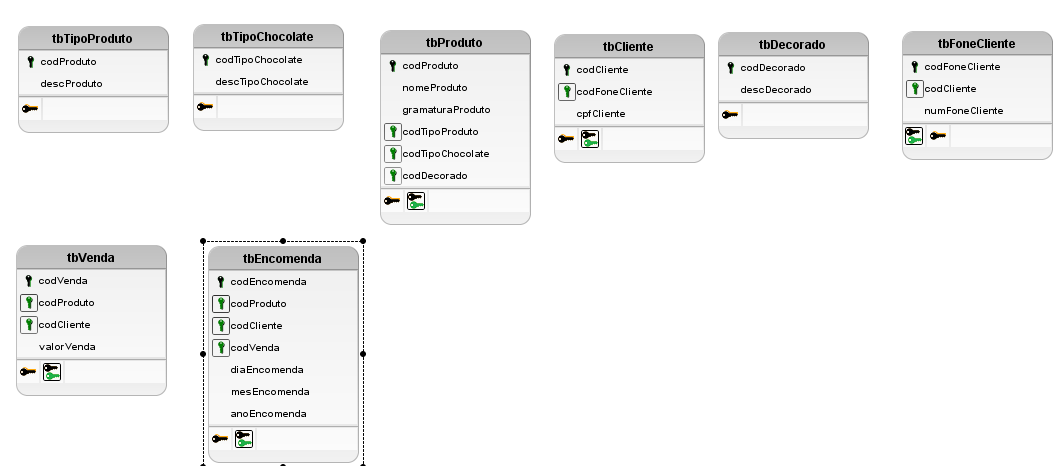 tbTipoProduto
codProduto
descProduto
tbTipoChocolate
codTipoChocolate
descTipoChocolate
tbProduto
codProduto
nomeProduto
gramaturaProduto
codTipoProduto
codTipoChocolate
codDecorado
tbCliente
codCliente
codFoneCliente
cpfCliente
tbDecorado
codDecorado
descDecorado
tbFoneCliente
codFoneCliente
codCliente
numFoneCliente
tbVenda
codVenda
codProduto
codCliente
valorVenda
tbEncomenda
codEncomenda
codProduto
codCliente
codVenda
diaEncomenda
mesEncomenda
anoEncomenda